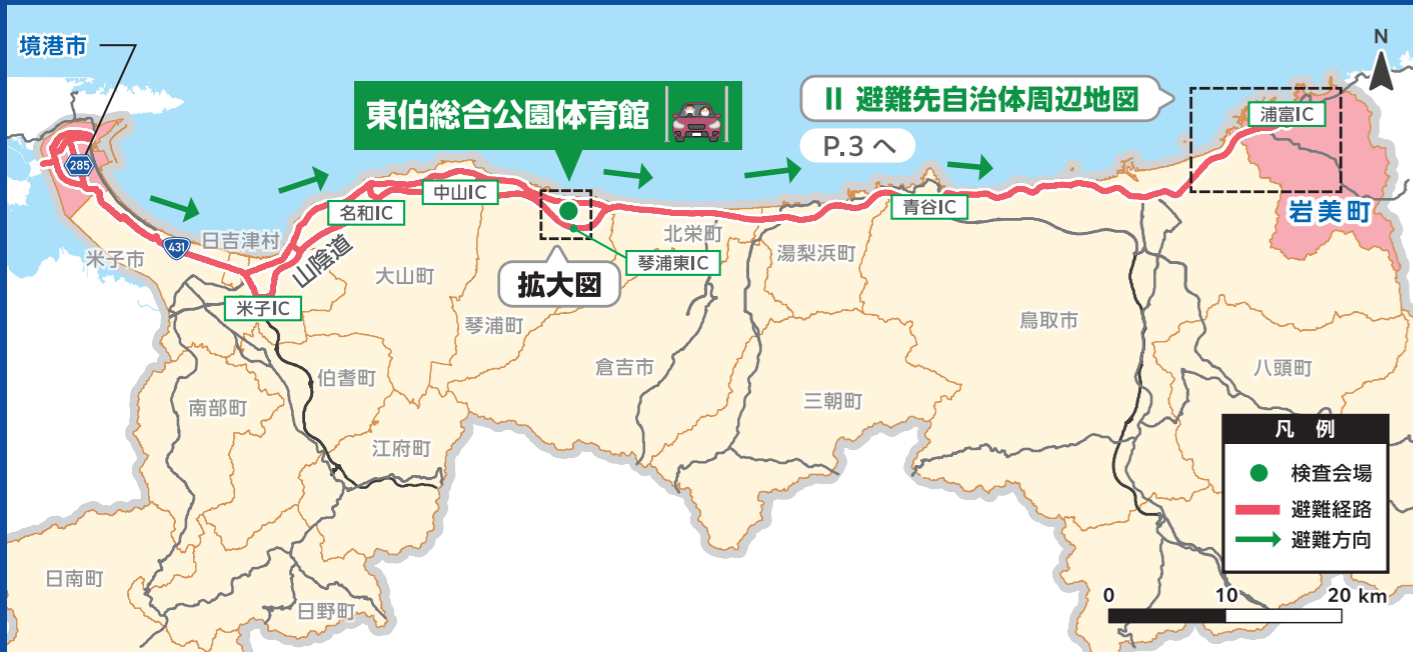 境港市
東伯総合公園体育館
II 避難先自治体周辺地図
P.3 へ
N
浦富IC
岩美町
285
431
中山IC
名和IC
青谷IC
日吉津村
山陰道
米子市
米子IC
大山町
北栄町
琴浦東IC
湯梨浜町
拡大図
琴浦町
鳥取市
倉吉市
八頭町
伯耆町
三朝町
南部町
江府町
日南町
日野町
凡 例
検査会場
避難経路
避難方向
0 10 20 km